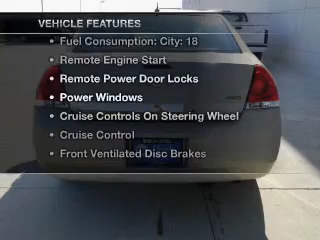 VEHICLE FEATURES
• Fuel Consumption: City: 18
• Remote Engine Start
• Remote Power Door Locks
• Power Windows
• Cruise Controls On Steering Wheel
• Cruise Control
• Front Ventilated Disc Brakes